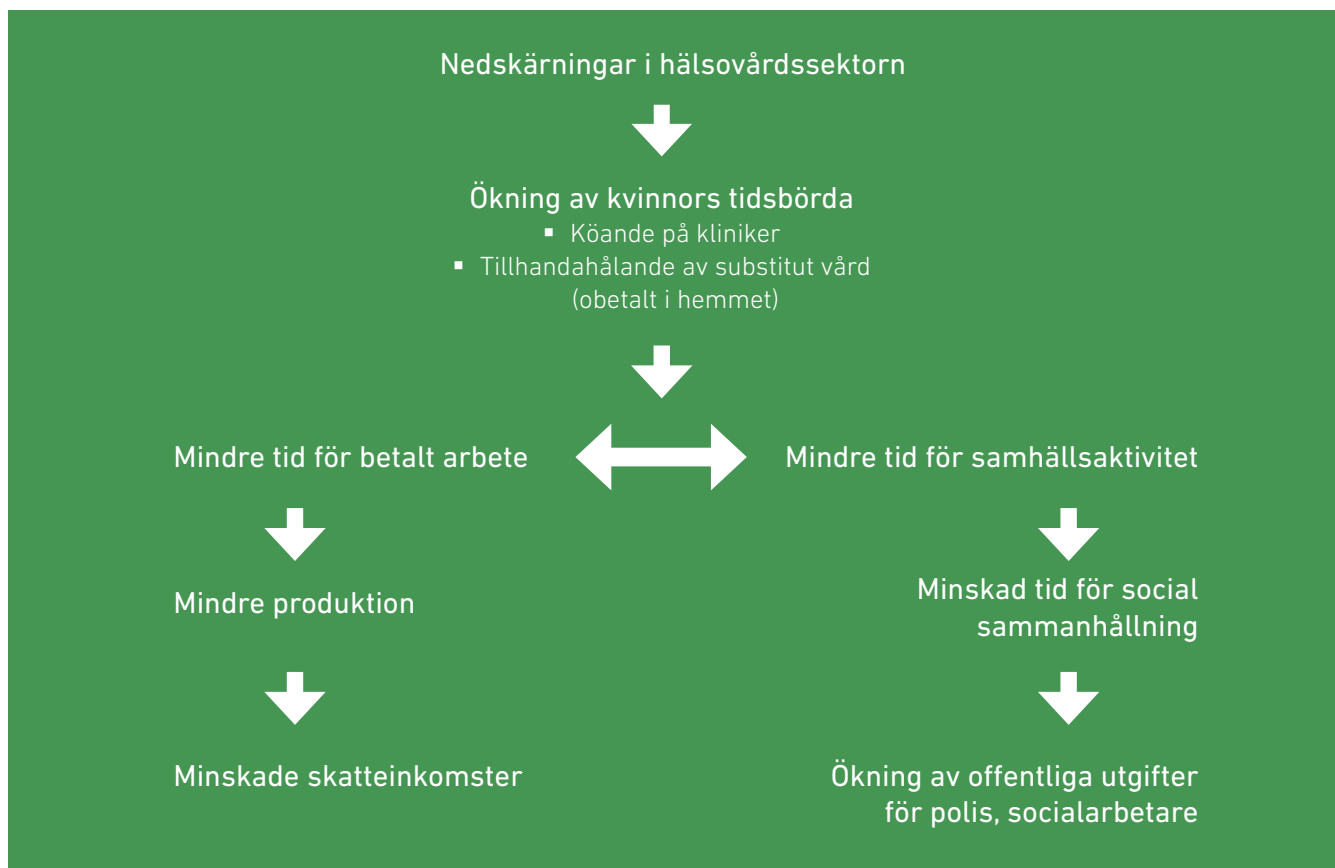 Nedskärningar i hälsovårdssektorn
Ökning av kvinnors tidsbörda
▪ Köande på kliniker
▪ Tillhandahålande av substitut vård
(obetalt i hemmet)
Mindre tid för betalt arbete
Mindre tid för samhällsaktivitet
Mindre produktion
Minskad tid för social
sammanhållning
Minskade skatteinkomster
Ökning av offentliga utgifter
för polis, socialarbetare